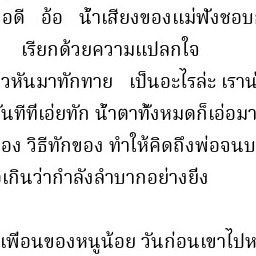 อดี อ้อ น้ำเสียงของแม่ฟังชอบ
เรียกด้วยความแปลกใจ
วหันมาทักทาย เป็นอะไรล่ะ เราน
ันทีที่เอ่ยทัก น้ำตาทั้งหมดก็เอ่อมา
อง วิธีทักของ ทำให้คิดถึงพ่อจนบ
เกินว่ากำลังลำบากอย่างยิ่ง
เพื่อนของหนูน้อย วันก่อนเขาไปห